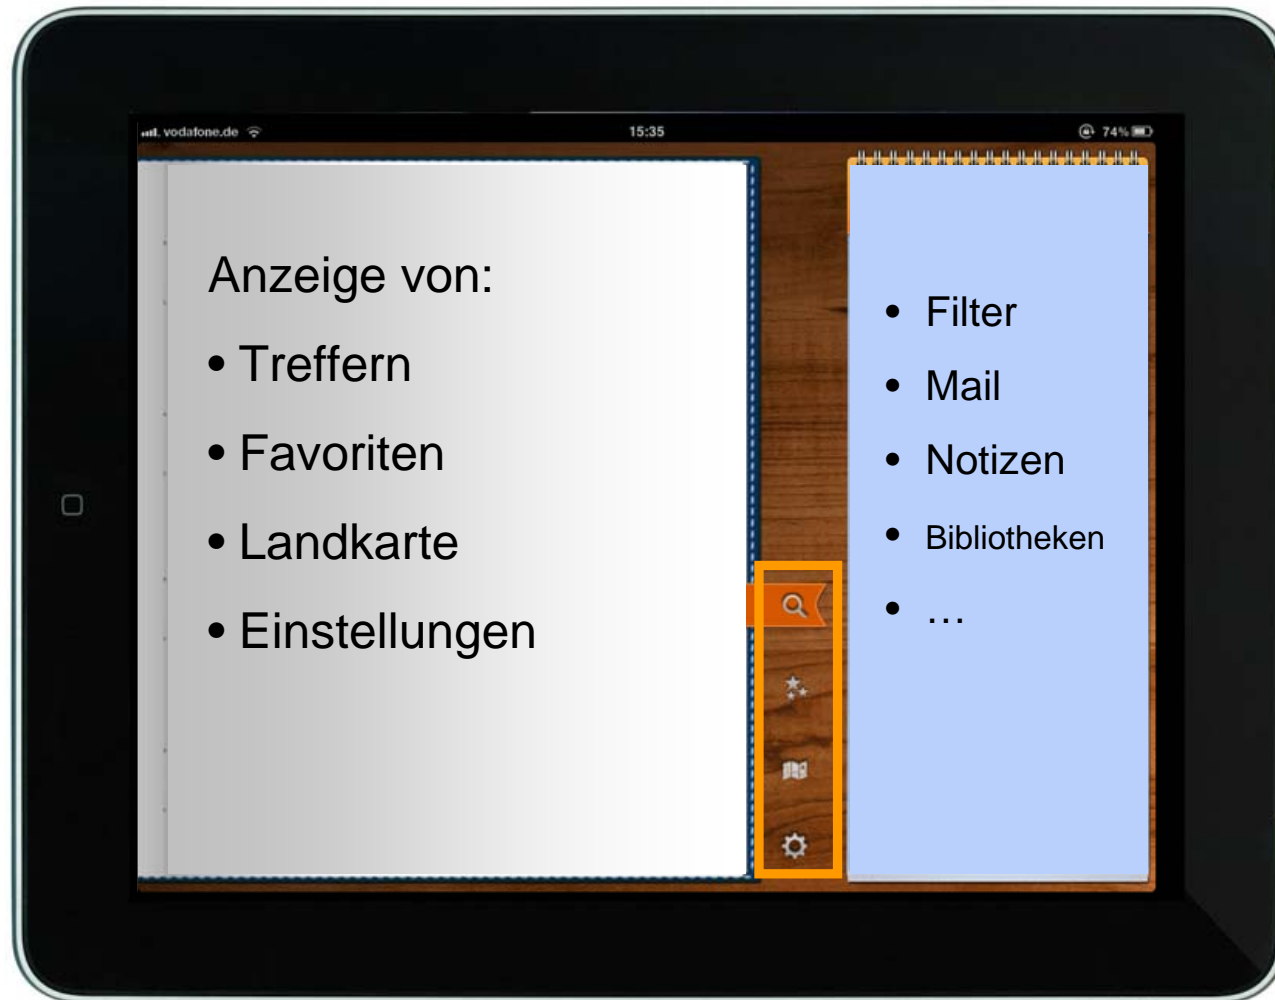 vodafone.de 15:35 74%
Anzeige von:
• Treffern
• Favoriten
• Landkarte
• Einstellungen
• Filter
• Mail
• Notizen
• Bibliotheken
• …